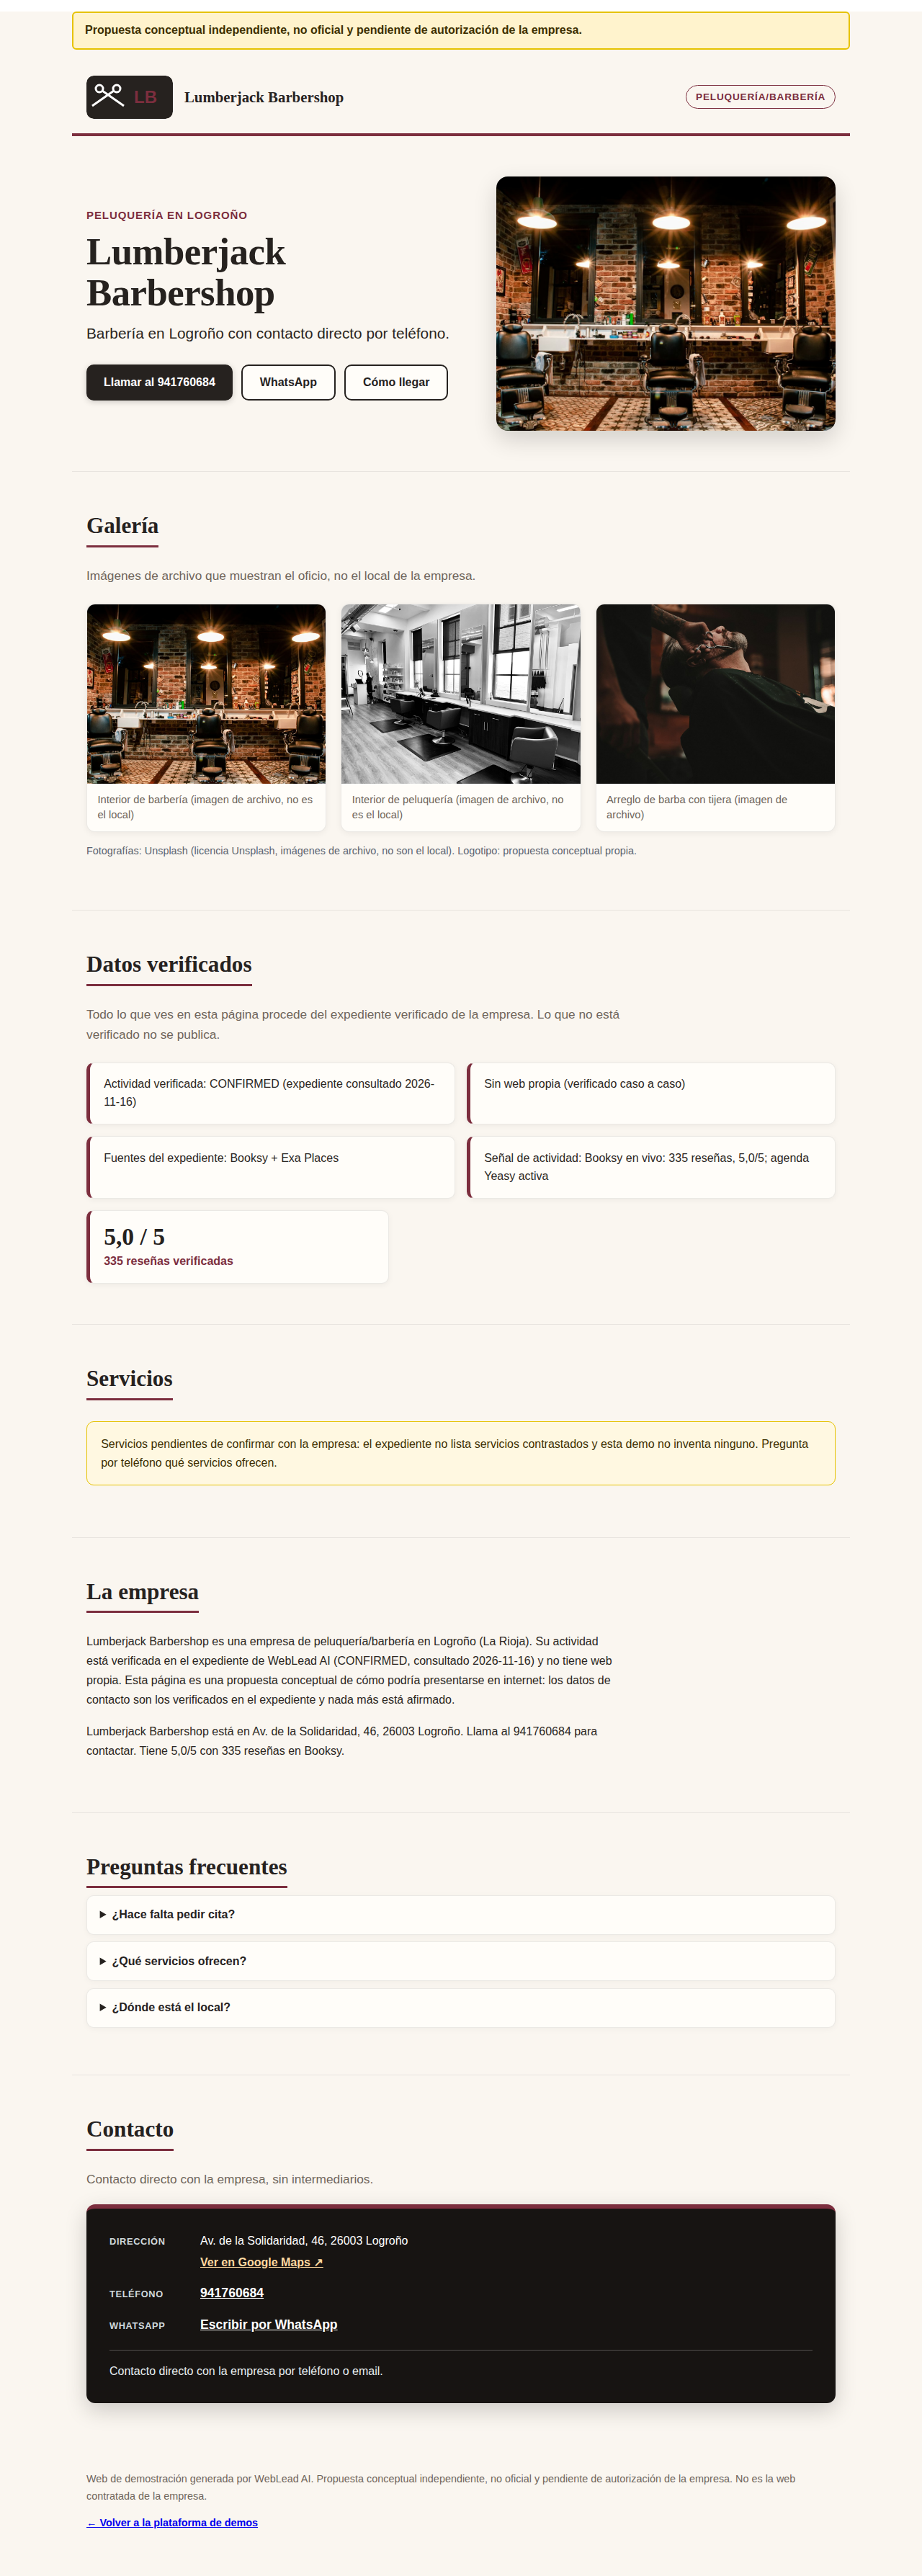 Propuesta conceptual independiente, no oficial y pendiente de autorización de la empresa.
LB
Lumberjack Barbershop
PELUQUERÍA/BARBERÍA
PELUQUERÍA EN LOGROÑO
Lumberjack
Barbershop
Barbería en Logroño con contacto directo por teléfono.
Llamar al 941760684
WhatsApp
Cómo llegar
Galería
Imágenes de archivo que muestran el oficio, no el local de la empresa.
Interior de barbería (imagen de archivo, no es
el local)
Interior de peluquería (imagen de archivo, no
es el local)
Arreglo de barba con tijera (imagen de
archivo)
Fotografías: Unsplash (licencia Unsplash, imágenes de archivo, no son el local). Logotipo: propuesta conceptual propia.
Datos verificados
Todo lo que ves en esta página procede del expediente verificado de la empresa. Lo que no está
verificado no se publica.
Actividad verificada: CONFIRMED (expediente consultado 2026-
11-16)
Sin web propia (verificado caso a caso)
Fuentes del expediente: Booksy + Exa Places
Señal de actividad: Booksy en vivo: 335 reseñas, 5,0/5; agenda
Yeasy activa
5,0 / 5
335 reseñas verificadas
Servicios
Servicios pendientes de confirmar con la empresa: el expediente no lista servicios contrastados y esta demo no inventa ninguno. Pregunta
por teléfono qué servicios ofrecen.
La empresa
Lumberjack Barbershop es una empresa de peluquería/barbería en Logroño (La Rioja). Su actividad
está verificada en el expediente de WebLead AI (CONFIRMED, consultado 2026-11-16) y no tiene web
propia. Esta página es una propuesta conceptual de cómo podría presentarse en internet: los datos de
contacto son los verificados en el expediente y nada más está afirmado.
Lumberjack Barbershop está en Av. de la Solidaridad, 46, 26003 Logroño. Llama al 941760684 para
contactar. Tiene 5,0/5 con 335 reseñas en Booksy.
Preguntas frecuentes
▶ ¿Hace falta pedir cita?
▶ ¿Qué servicios ofrecen?
▶ ¿Dónde está el local?
Contacto
Contacto directo con la empresa, sin intermediarios.
DIRECCIÓN
Av. de la Solidaridad, 46, 26003 Logroño
Ver en Google Maps ↗
TELÉFONO
941760684
WHATSAPP
Escribir por WhatsApp
Contacto directo con la empresa por teléfono o email.
Web de demostración generada por WebLead AI. Propuesta conceptual independiente, no oficial y pendiente de autorización de la empresa. No es la web
contratada de la empresa.
← Volver a la plataforma de demos